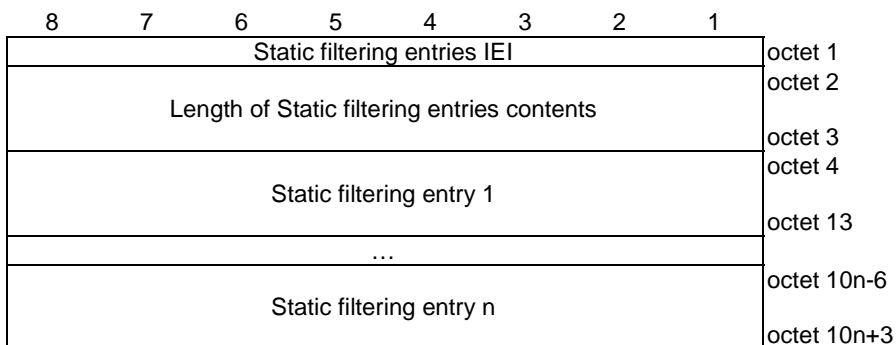 8 7 6 5 4 3 2 1
Static filtering entries IEI octet 1
octet 2
Length of Static filtering entries contents
octet 3
octet 4
Static filtering entry 1
octet 13
…
octet 10n-6
Static filtering entry n
octet 10n+3